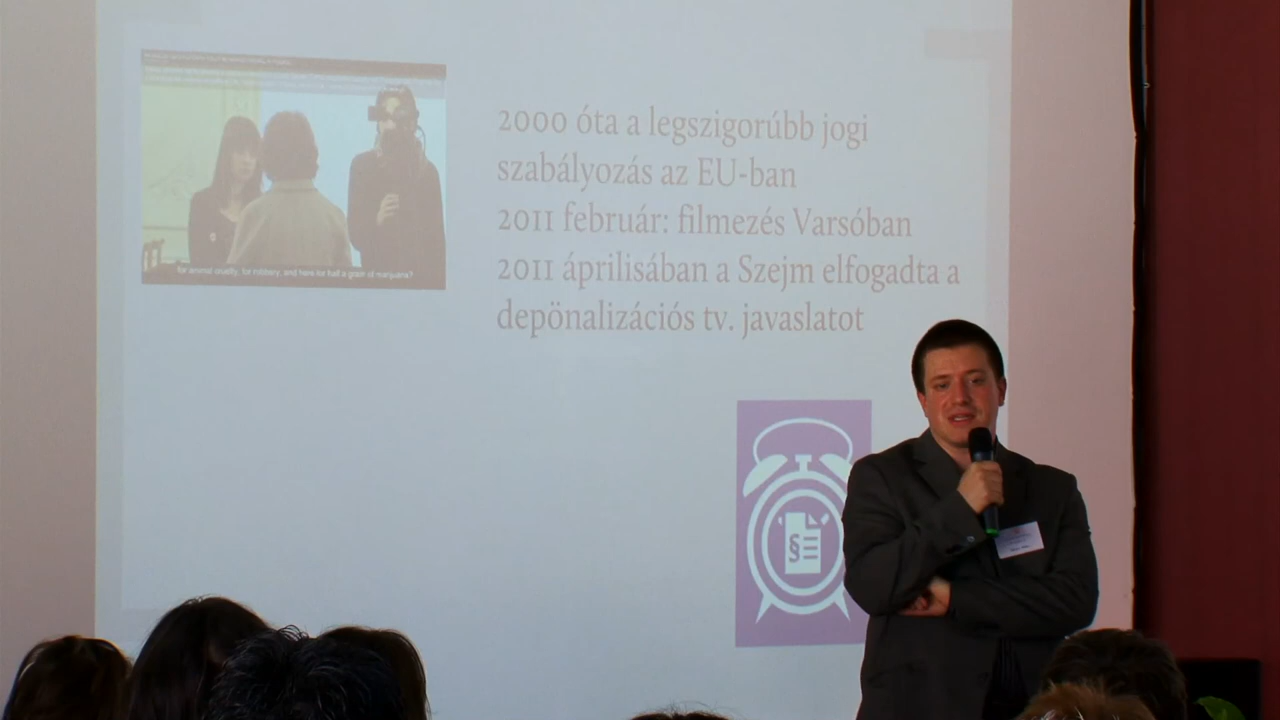 for animal cruelty, for robbery, and here for half a grain of marijuana?
2000 óta a legszigorúbb jogi
szabályozás az EU-ban
2011 február: filmezés Varsóban
2011 áprilisában a Szejm elfogadta a
depönalizációs tv. javaslatot
§